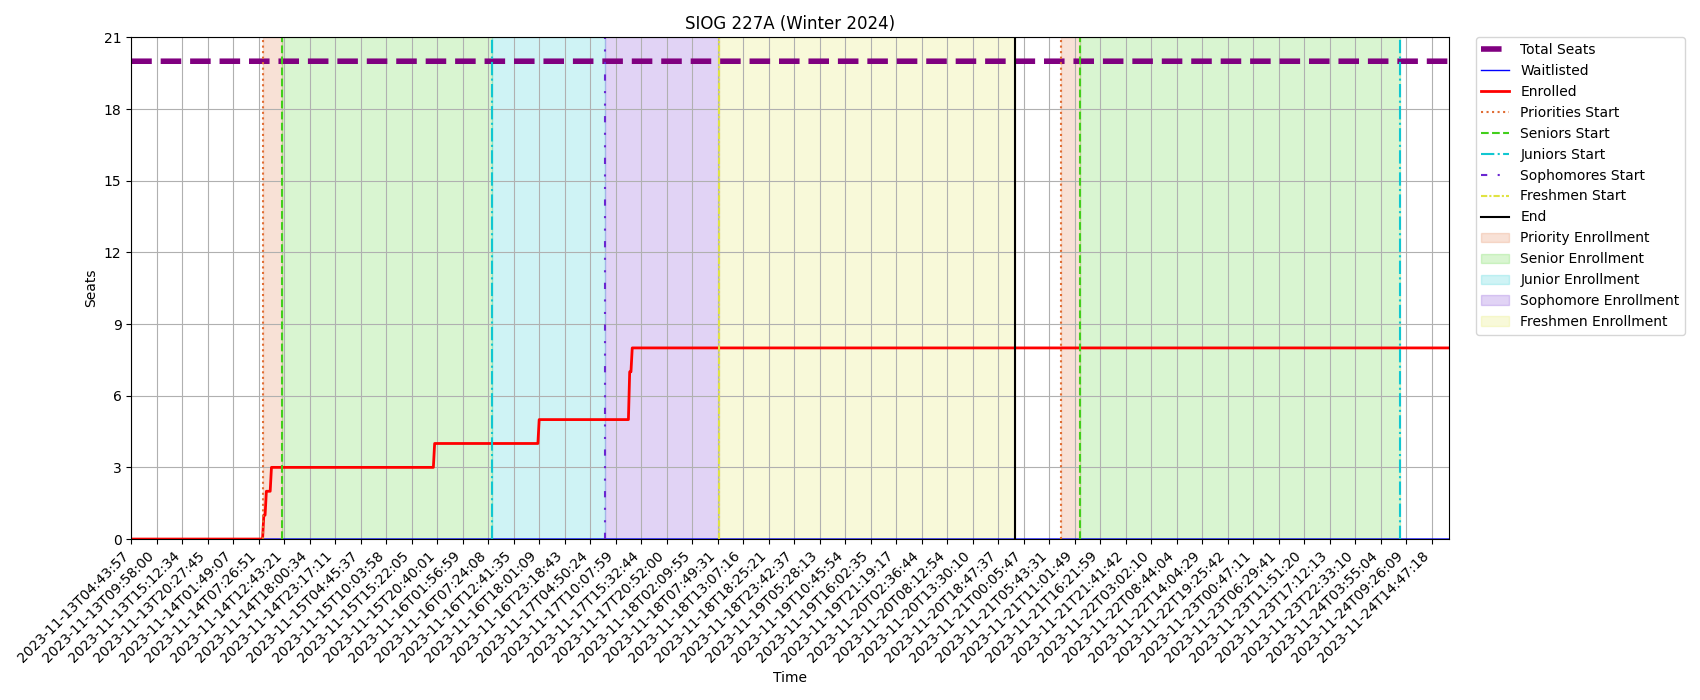 SIOG 227A (Winter 2024)
21
18
15
12
9
6
3
0
Seats
2023-11-13T04:43:57
2023-11-13T09:58:00
2023-11-13T15:12:34
2023-11-13T20:27:45
2023-11-14T01:49:07
2023-11-14T07:26:51
2023-11-14T12:43:21
2023-11-14T18:00:34
2023-11-14T23:17:11
2023-11-15T04:45:37
2023-11-15T10:03:58
2023-11-15T15:22:05
2023-11-15T20:40:01
2023-11-16T01:56:59
2023-11-16T07:24:08
2023-11-16T12:41:35
2023-11-16T18:01:09
2023-11-16T23:18:43
2023-11-17T04:50:24
2023-11-17T10:07:59
2023-11-17T15:32:44
2023-11-17T20:52:00
2023-11-18T02:09:55
2023-11-18T07:49:31
2023-11-18T13:07:16
2023-11-18T18:25:21
2023-11-18T23:42:37
2023-11-19T05:28:13
2023-11-19T10:45:54
2023-11-19T16:02:35
2023-11-19T21:19:17
2023-11-20T02:36:44
2023-11-20T08:12:54
2023-11-20T13:30:10
2023-11-20T18:47:37
2023-11-21T00:05:47
2023-11-21T05:43:31
2023-11-21T11:01:49
2023-11-21T16:21:59
2023-11-21T21:41:42
2023-11-22T03:02:10
2023-11-22T08:44:04
2023-11-22T14:04:29
2023-11-22T19:25:42
2023-11-23T00:47:11
2023-11-23T06:29:41
2023-11-23T11:51:20
2023-11-23T17:12:13
2023-11-23T22:33:10
2023-11-24T03:55:04
2023-11-24T09:26:09
2023-11-24T14:47:18
Time
Total Seats
Waitlisted
Enrolled
Priorities Start
Seniors Start
Juniors Start
Sophomores Start
Freshmen Start
End
Priority Enrollment
Senior Enrollment
Junior Enrollment
Sophomore Enrollment
Freshmen Enrollment